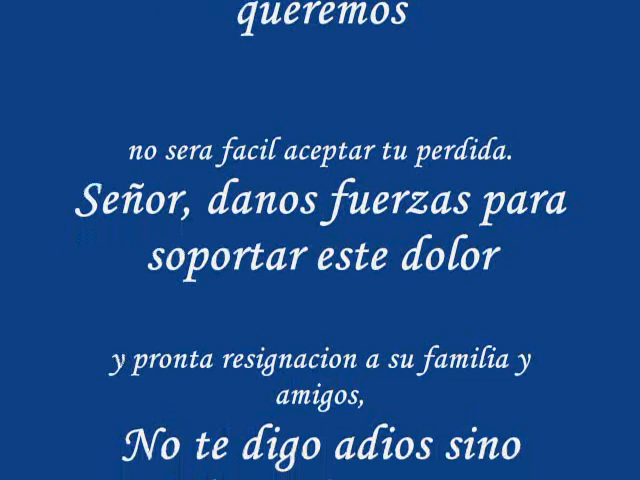 queremos
no sera facil aceptar tu perdida.
Señor, danos fuerzas para
soportar este dolor
y pronta resignacion a su familia y
amigos,
No te digo adios sino